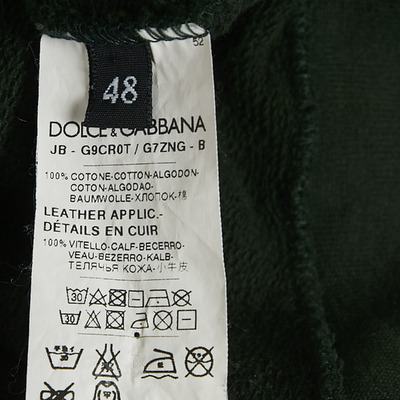 52
48
DOLCE & GABBANA
JB - G9CR0T / G7ZNG - B
100% COTONE-COTTON-ALGODON-
COTON-ALGODAO-
BAUMWOLLE-ХЛОПОК-棉
LEATHER APPLIC.-
DÉTAILS EN CUIR
100% VITELLO-CALF-BECERRO-
VEAU-BEZERRO-KALB-
ТЕЛЯЧЬЯ КОЖА-小牛皮
30
30